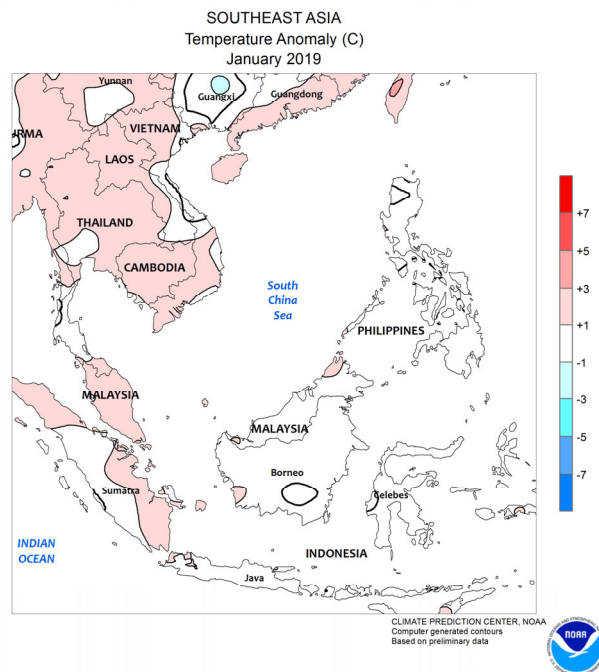 SOUTHEAST ASIA
Temperature Anomaly (C)
January 2019
Yunnan
Guangxi
Guangdong
VIETNAM
IRMA
LAOS
THAILAND
CAMBODIA
South
China
Sea
PHILIPPINES
MALAYSIA
MALAYSIA
Borneo
Sumatra
Celebes
INDIAN
OCEAN
INDONESIA
Java
+7
+5
+3
+1
-1
-3
-5
-7
CLIMATE PREDICTION CENTER, NOAA
Computer generated contours
Based on preliminary data
NOAA